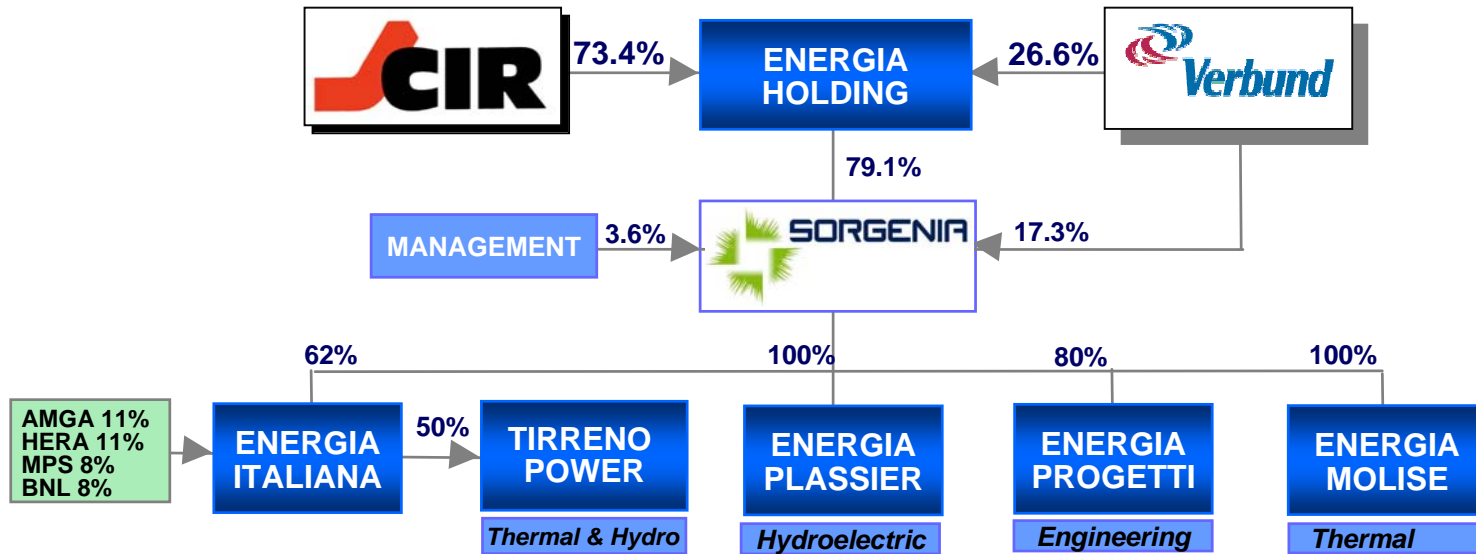 CIR
73.4%
ENERGIA
HOLDING
26.6%
Verbund
79.1%
MANAGEMENT
3.6%
SORGENIA
17.3%
62%
100%
80%
100%
AMGA 11%
HERA 11%
MPS 8%
BNL 8%
ENERGIA
ITALIANA
50%
TIRRENO
POWER
ENERGIA
PLASSIER
ENERGIA
PROGETTI
ENERGIA
MOLISE
Thermal & Hydro
Hydroelectric
Engineering
Thermal